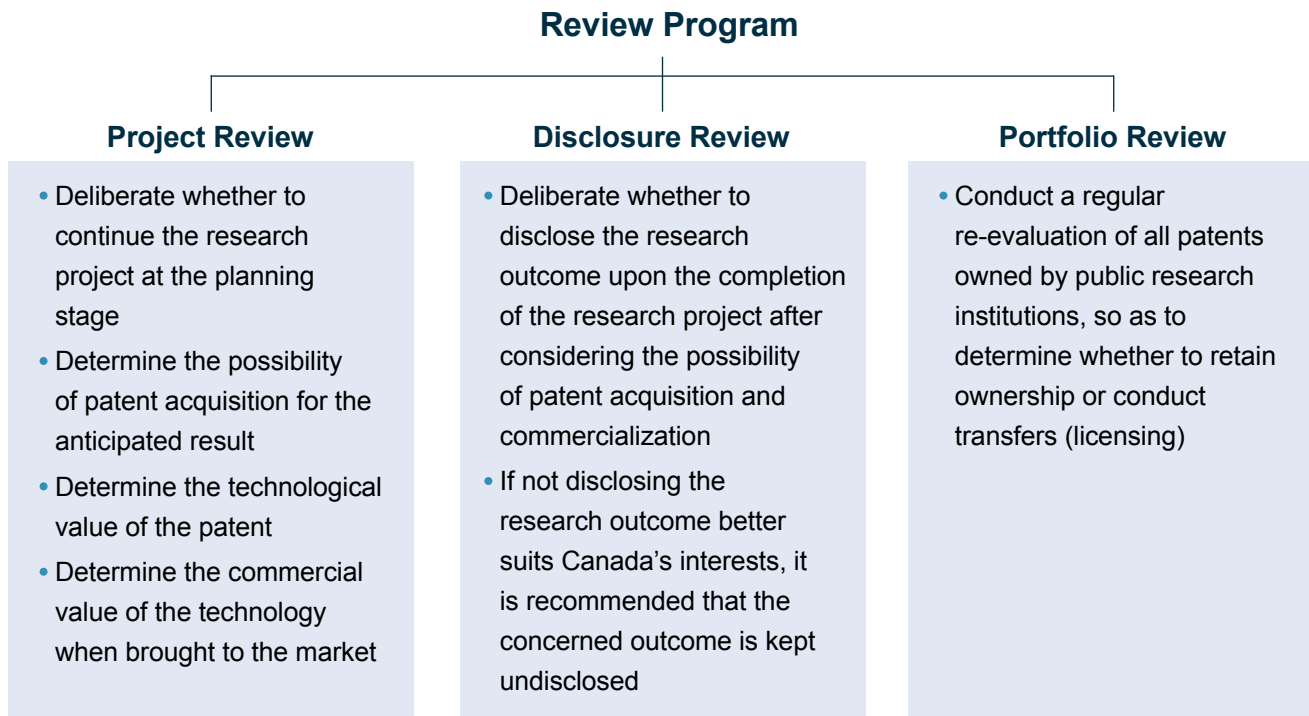 Review Program
Project Review
• Deliberate whether to
continue the research
project at the planning
stage
• Determine the possibility
of patent acquisition for the
anticipated result
• Determine the technological
value of the patent
• Determine the commercial
value of the technology
when brought to the market
Disclosure Review
• Deliberate whether to
disclose the research
outcome upon the completion
of the research project after
considering the possibility
of patent acquisition and
commercialization
• If not disclosing the
research outcome better
suits Canada’s interests, it
is recommended that the
concerned outcome is kept
undisclosed
Portfolio Review
• Conduct a regular
re-evaluation of all patents
owned by public research
institutions, so as to
determine whether to retain
ownership or conduct
transfers (licensing)